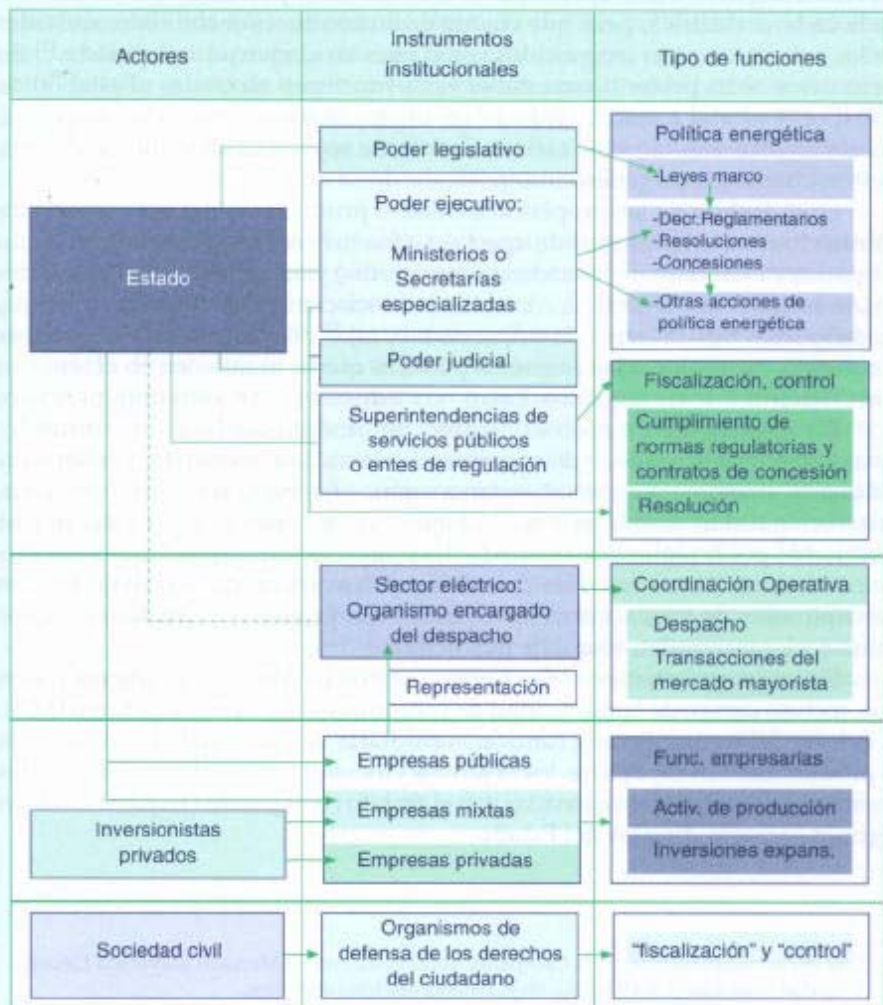 Actores
Instrumentos
institucionales
Tipo de funciones
Estado
Poder legislativo
Poder ejecutivo:
Ministerios o
Secretarías
especializadas
Poder judicial
Superintendencias de
servicios públicos
o entes de regulación
Política energética
-Leyes marco
-Decr.Reglamentarios
-Resoluciones
-Concesiones
-Otras acciones de
política energética
Fiscalización, control
Cumplimiento de
normas regulatorias y
contratos de concesión
Resolución
Sector eléctrico:
Organismo encargado
del despacho
Representación
Coordinación Operativa
Despacho
Transacciones del
mercado mayorista
Inversionistas
privados
Empresas públicas
Empresas mixtas
Empresas privadas
Func. empresarias
Activ. de producción
Inversiones expans.
Sociedad civil
Organismos de
defensa de los derechos
del ciudadano
"fiscalización" y "control"